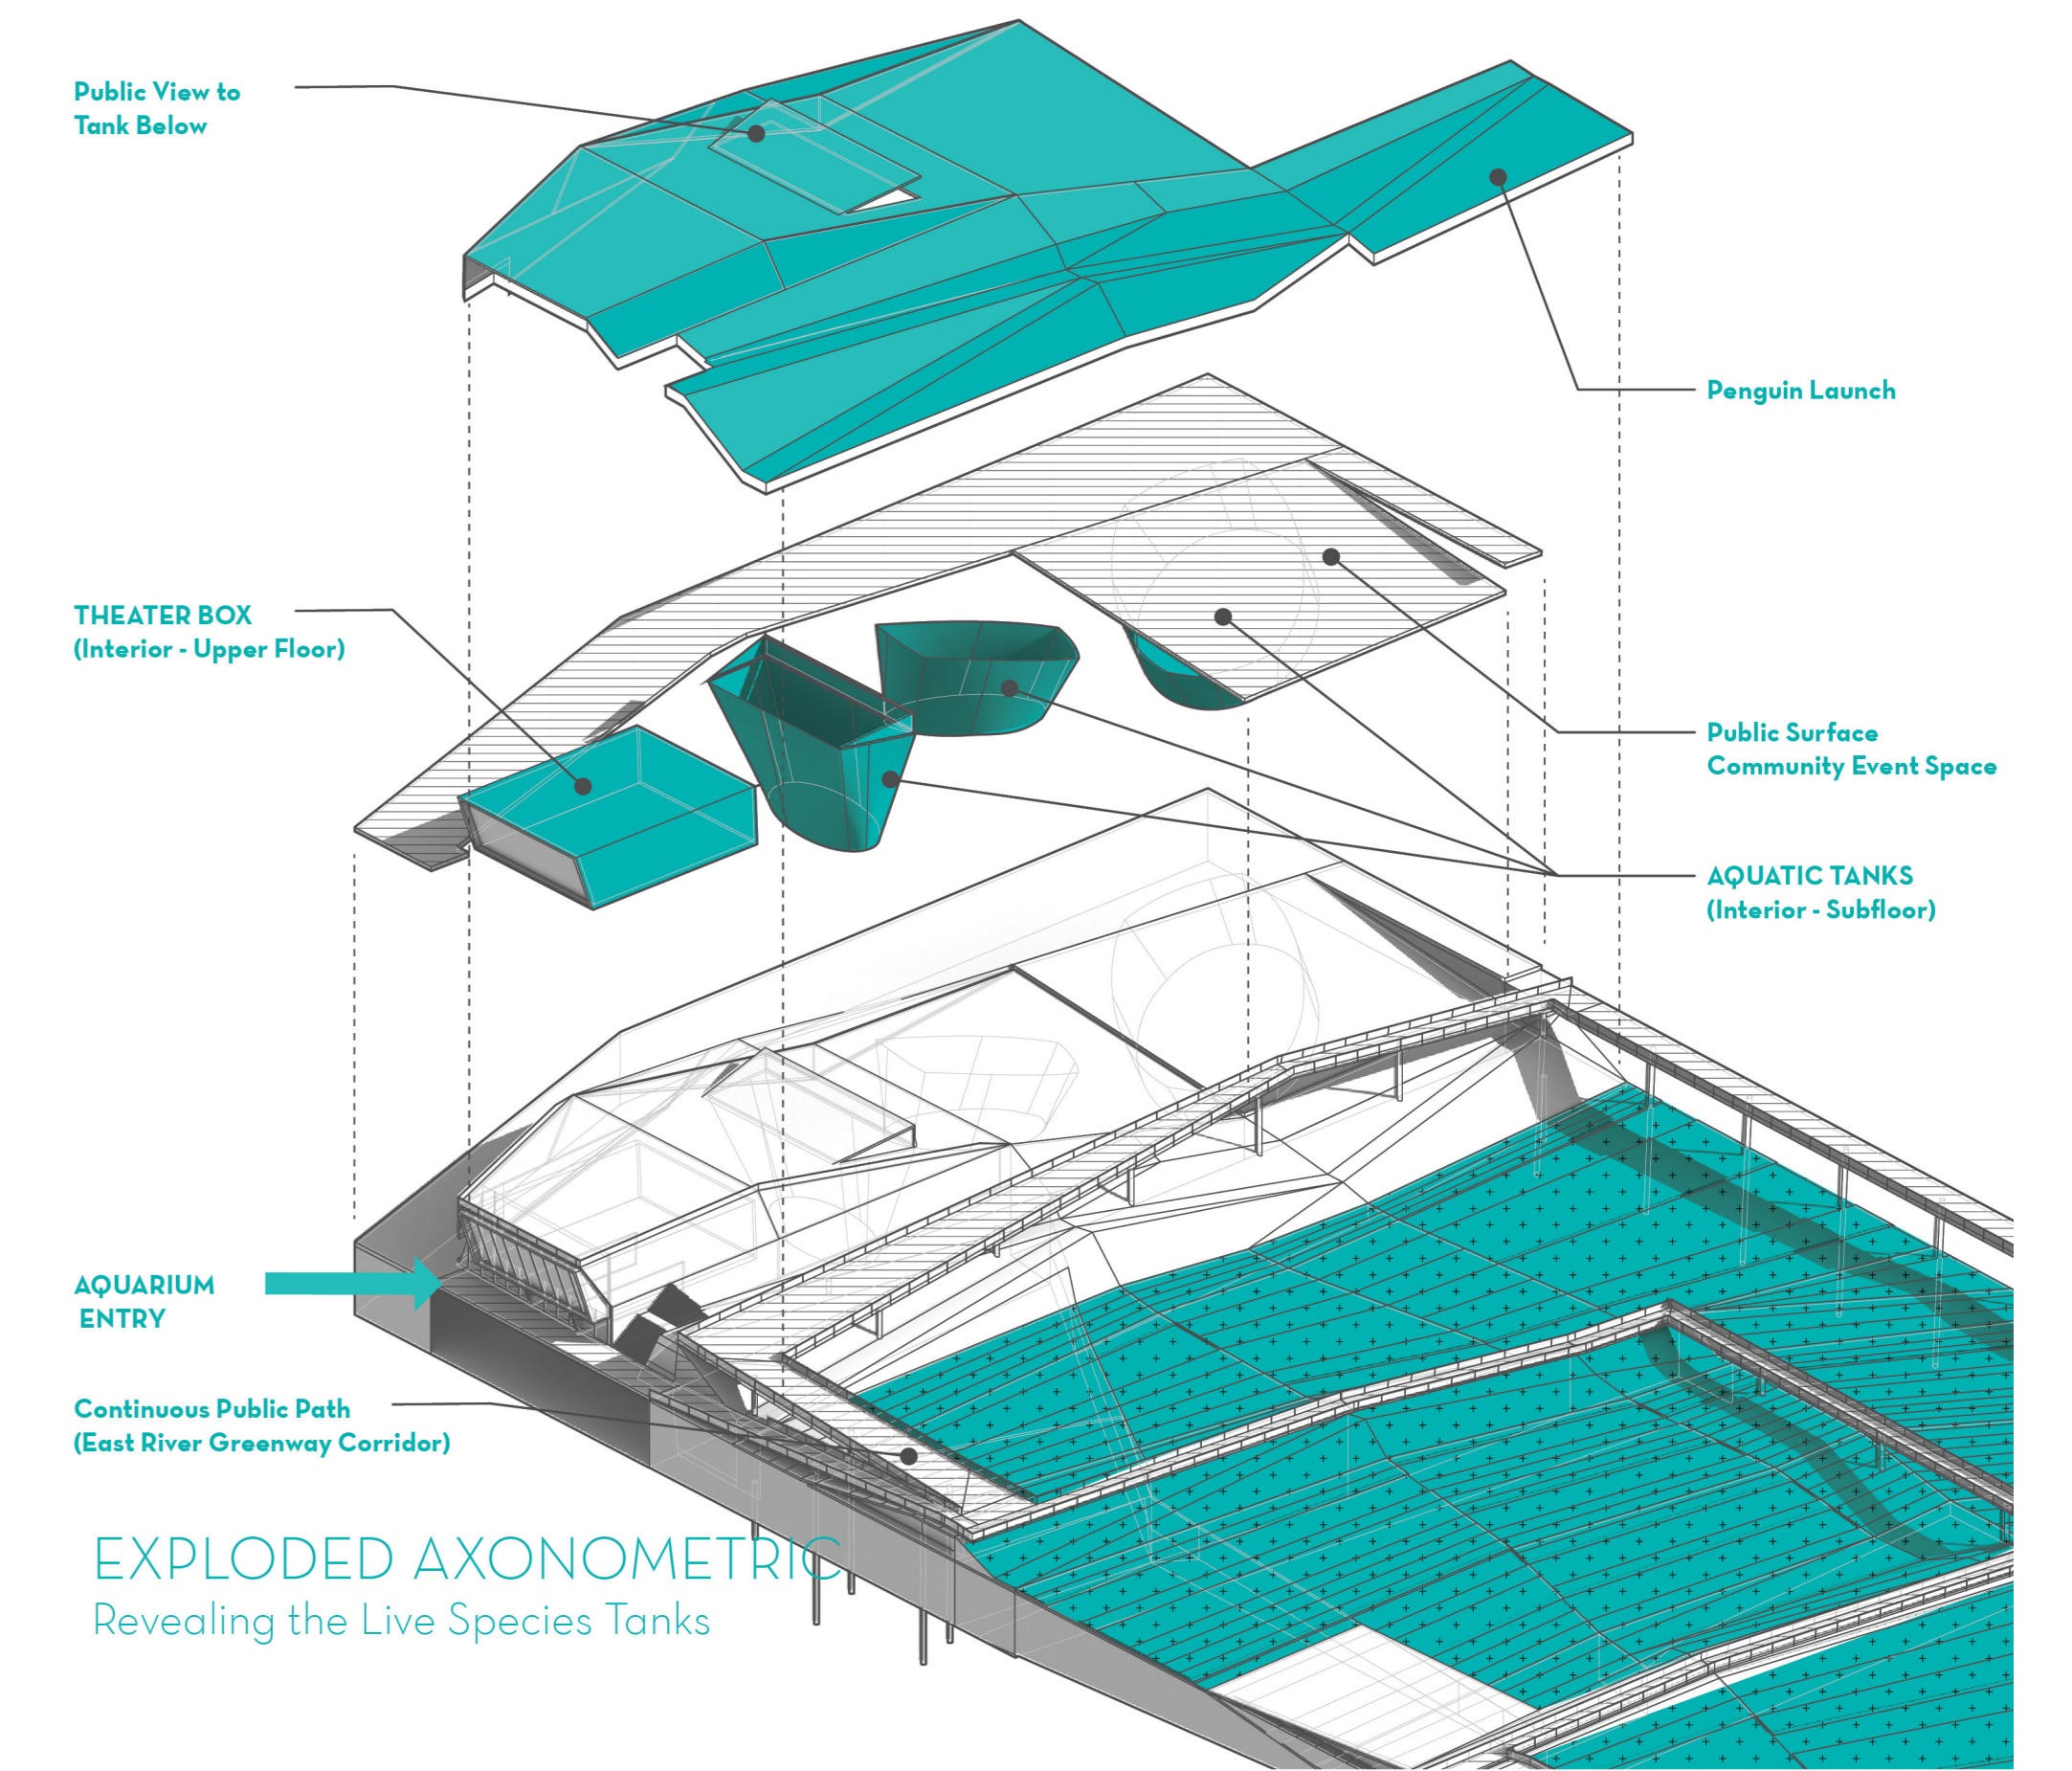 Public View to
Tank Below
Penguin Launch
THEATER BOX
(Interior - Upper Floor)
Public Surface
Community Event Space
AQUATIC TANKS
(Interior - Subfloor)
AQUARIUM
ENTRY
Continuous Public Path
(East River Greenway Corridor)
EXPLODED AXONOMETRIC
Revealing the Live Species Tanks